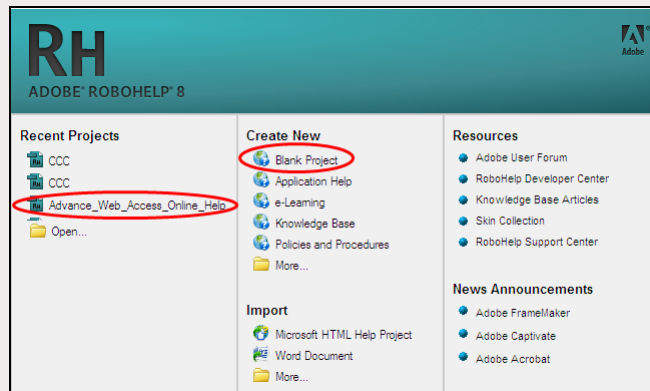 RH
ADOBE® ROBOHELP® 8
Adobe
Recent Projects
CCC
CCC
Advance_Web_Access_Online_Help
Open...
Create New
Blank Project
Application Help
e-Learning
Knowledge Base
Policies and Procedures
More...
Import
Microsoft HTML Help Project
Word Document
More...
Resources
Adobe User Forum
RoboHelp Developer Center
Knowledge Base Articles
Skin Collection
RoboHelp Support Center
News Announcements
Adobe FrameMaker
Adobe Captivate
Adobe Acrobat